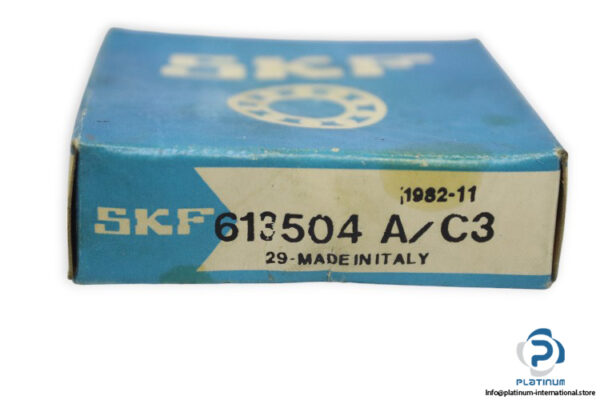 SKF
1982-11
SKF 613504 A/C3
29-MADE IN ITALY
PLATINUM
Info@platinum-international.store